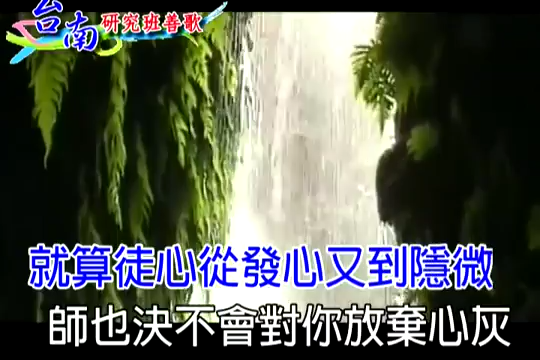 台南研究班善歌
就算徒心從發心又到隱微
師也決不會對你放棄心灰